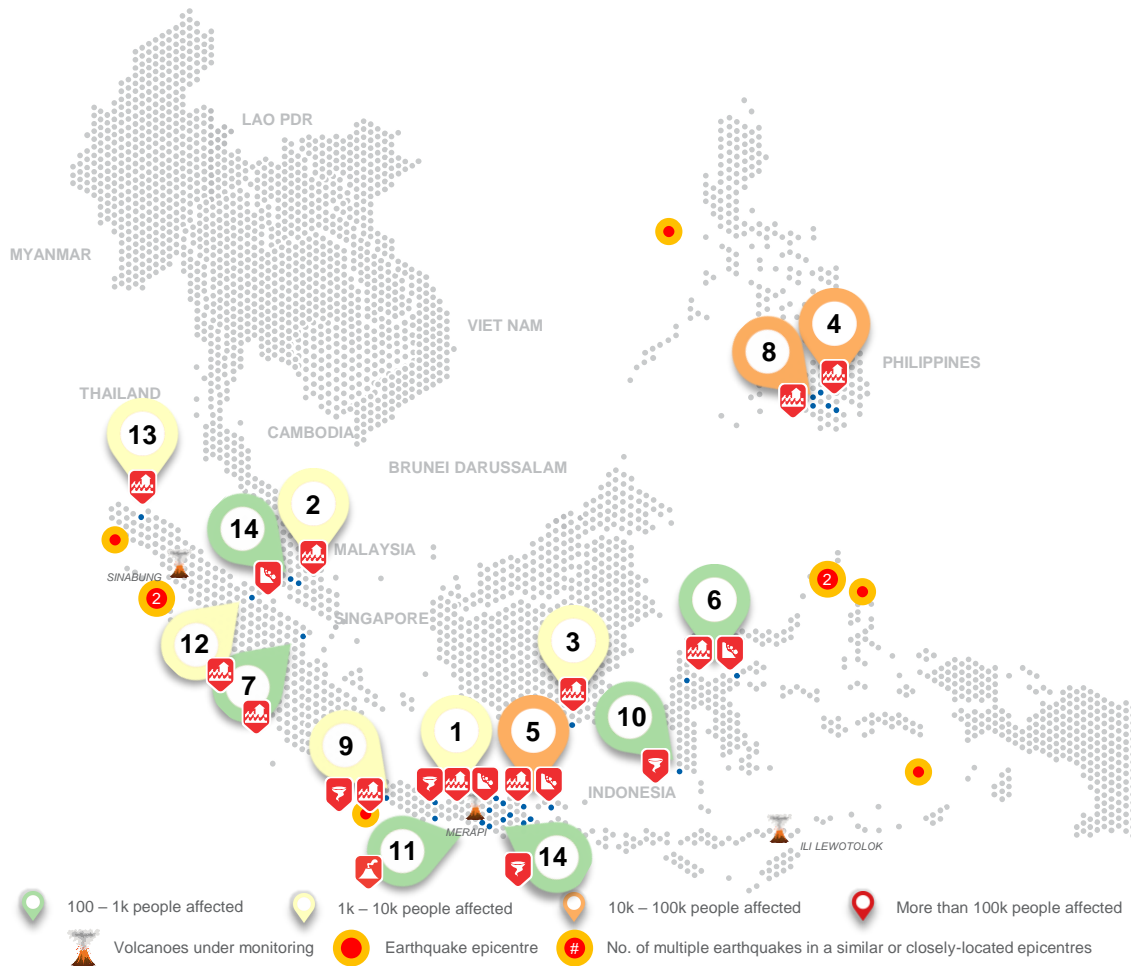 LAO PDR
MYANMAR
VIET NAM
4
8
PHILIPPINES
THAILAND
13
CAMBODIA
BRUNEI DARUSSALAM
2
14
MALAYSIA
SINABUNG
2
2
6
SINGAPORE
12
3
7
10
9
1
5
INDONESIA
MERAPI
ILI LEWOTOLOK
11
14
100 – 1k people affected
1k – 10k people affected
10k – 100k people affected
More than 100k people affected
Volcanoes under monitoring
Earthquake epicentre
#
No. of multiple earthquakes in a similar or closely-located epicentres